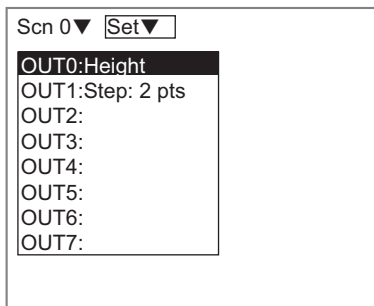 Scn 0▼ Set▼
OUT0:Height
OUT1:Step: 2 pts
OUT2:
OUT3:
OUT4:
OUT5:
OUT6:
OUT7: